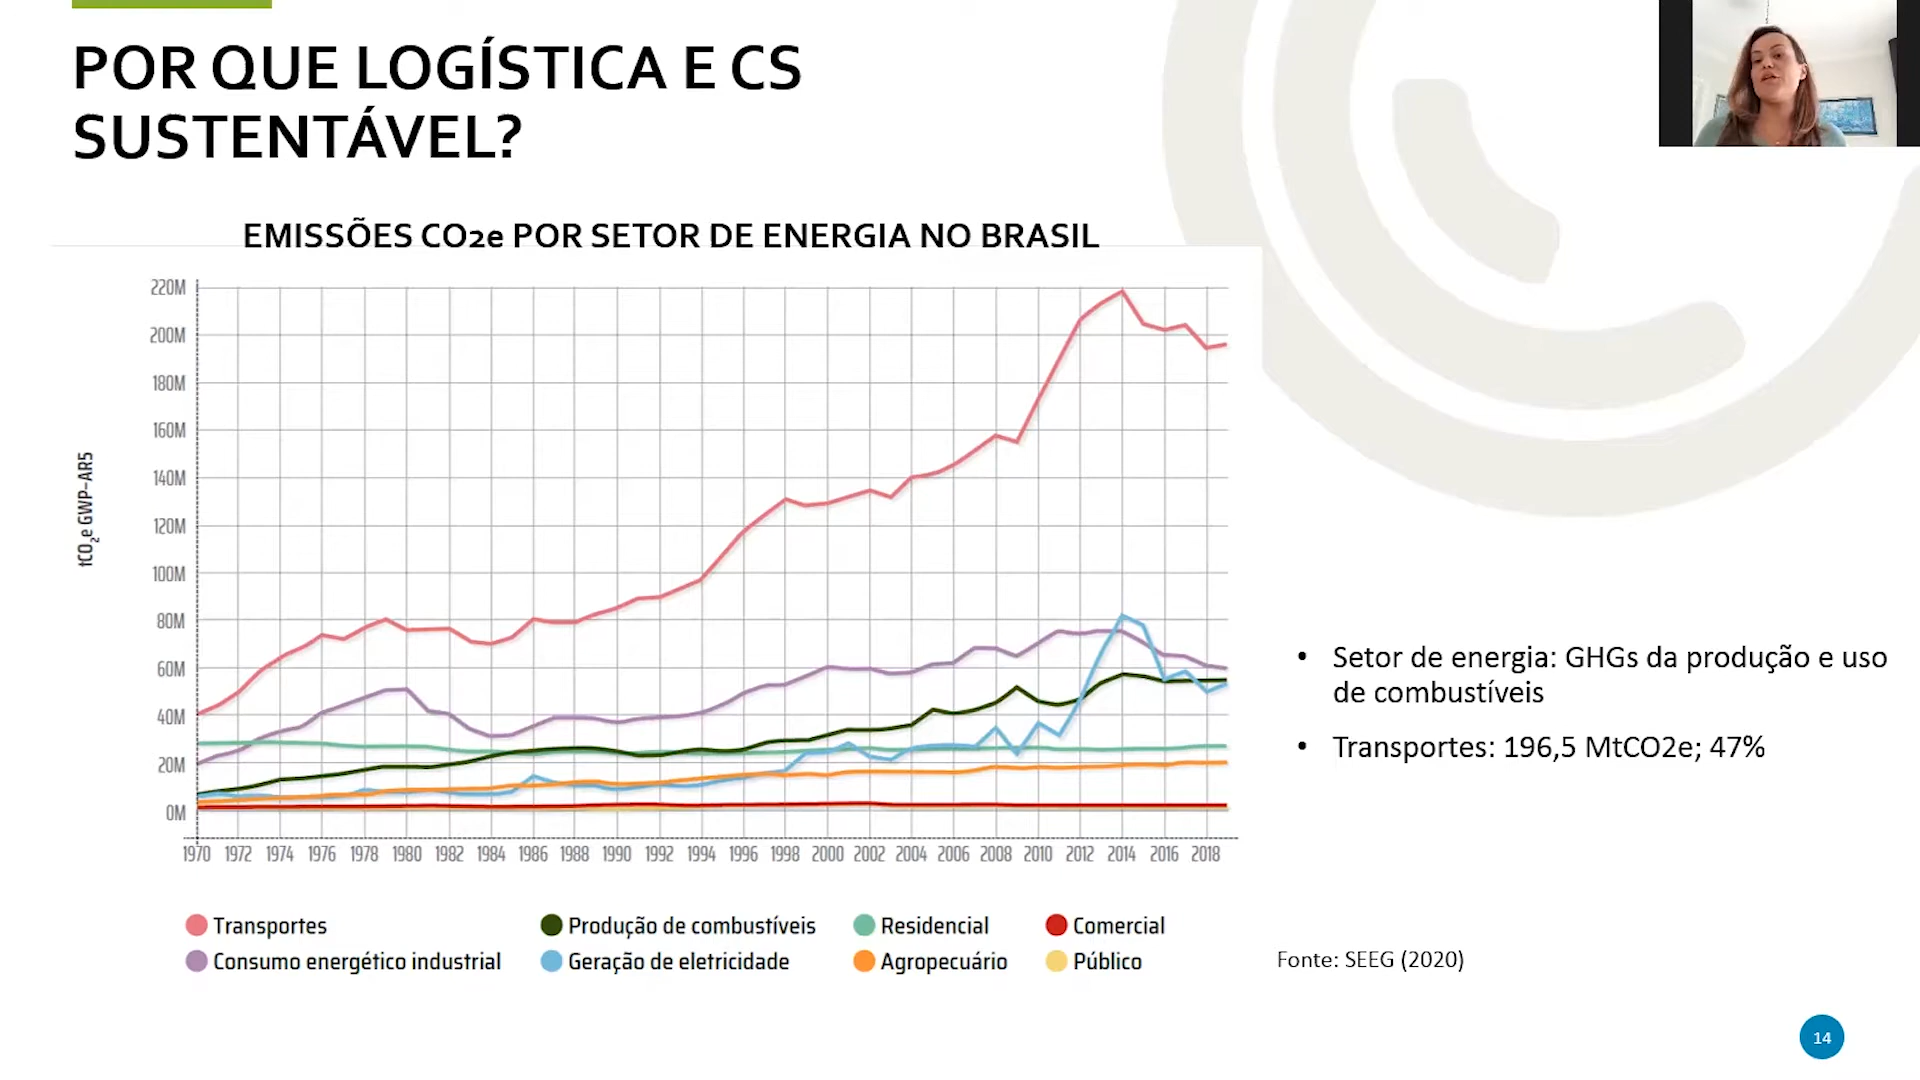 POR QUE LOGÍSTICA E CS
SUSTENTÁVEL?
EMISSÕES CO2e POR SETOR DE ENERGIA NO BRASIL
220M
200M
180M
160M
140M
120M
100M
80M
60M
40M
20M
0M
tCO₂e GWP-AR5
1970 1972 1974 1976 1978 1980 1982 1984 1986 1988 1990 1992 1994 1996 1998 2000 2002 2004 2006 2008 2010 2012 2014 2016 2018
Transportes Produção de combustíveis Residencial Comercial
Consumo energético industrial Geração de eletricidade Agropecuário Público
• Setor de energia: GHGs da produção e uso
de combustíveis
• Transportes: 196,5 MtCO2e; 47%
Fonte: SEEG (2020)
14